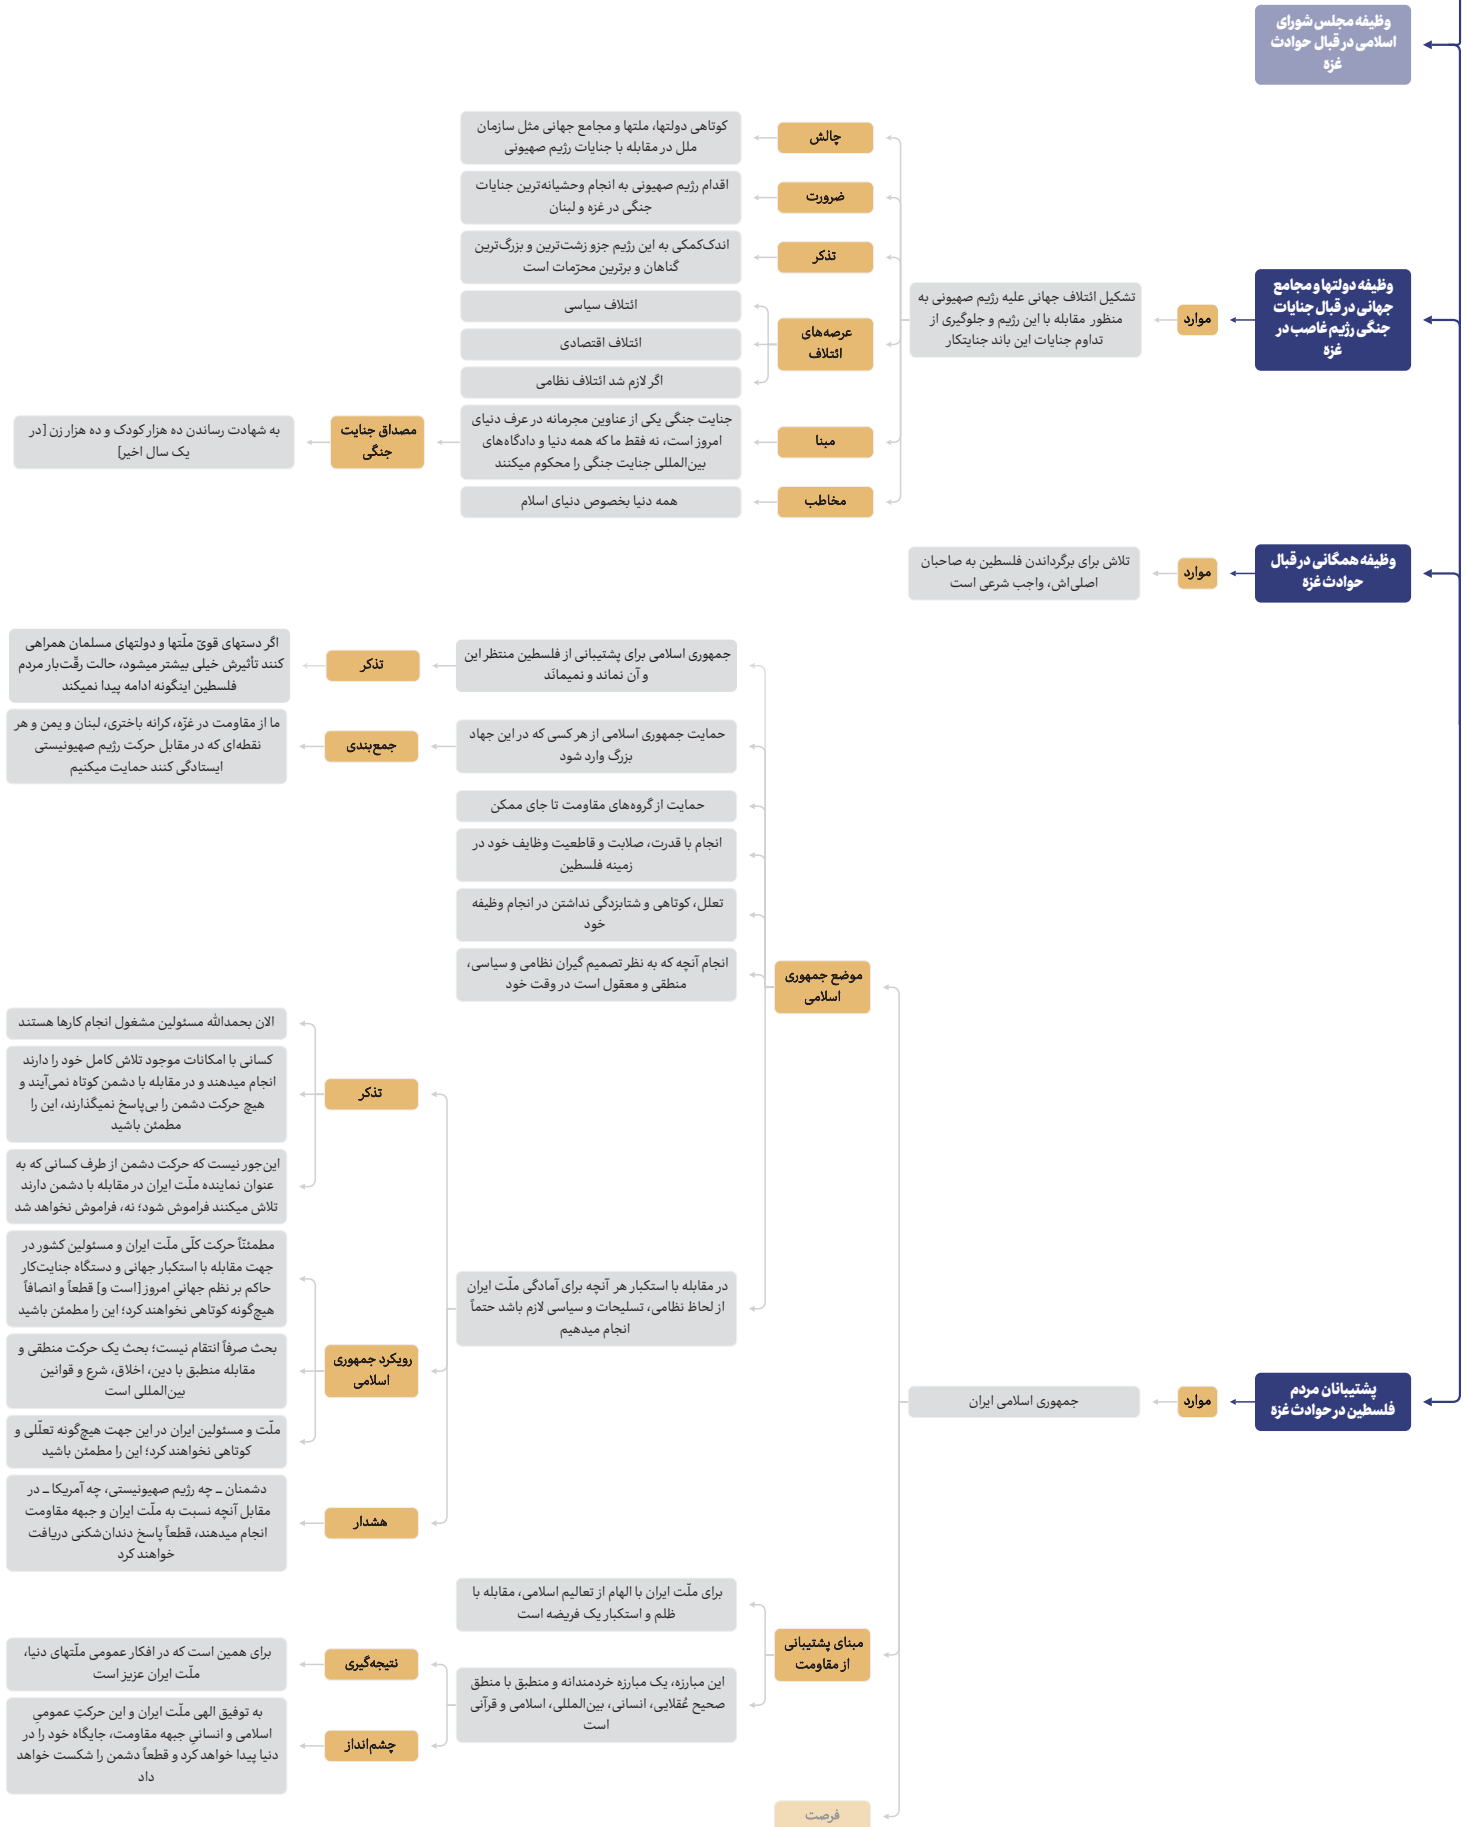 وظیفه مجلس شورای
اسلامی در قبال حوادث
غزه
وظیفه دولتها و مجامع
جهانی در قبال جنایات
جنگی رژیم غاصب در
غزه
موارد
تشکیل ائتلاف جهانی علیه رژیم صهیونی به
منظور مقابله با این رژیم و جلوگیری از
تداوم جنایات این باند جنایتکار
چالش
کوتاهی دولتها، ملتها و مجامع جهانی مثل سازمان
ملل در مقابله با جنایات رژیم صهیونی
ضرورت
اقدام رژیم صهیونی به انجام وحشیانه‌ترین جنایات
جنگی در غزه و لبنان
تذکر
اندک‌کمکی به این رژیم جزو زشت‌ترین و بزرگ‌ترین
گناهان و برترین محرّمات است
عرصه‌های
ائتلاف
ائتلاف سیاسی
ائتلاف اقتصادی
اگر لازم شد ائتلاف نظامی
مبنا
جنایت جنگی یکی از عناوین مجرمانه در عرف دنیای
امروز است، نه فقط ما که همه دنیا و دادگاه‌های
بین‌المللی جنایت جنگی را محکوم میکنند
مصداق جنایت
جنگی
به شهادت رساندن ده هزار کودک و ده هزار زن [در
یک سال اخیر]
مخاطب
همه دنیا بخصوص دنیای اسلام
وظیفه همگانی در قبال
حوادث غزه
موارد
تلاش برای برگرداندن فلسطین به صاحبان
اصلی‌اش، واجب شرعی است
پشتیبانان مردم
فلسطین در حوادث غزه
موارد
جمهوری اسلامی ایران
موضع جمهوری
اسلامی
جمهوری اسلامی برای پشتیبانی از فلسطین منتظر این
و آن نماند و نمیمانَد
تذکر
اگر دستهای قویّ ملّتها و دولتهای مسلمان همراهی
کنند تأثیرش خیلی بیشتر میشود، حالت رقّت‌بار مردم
فلسطین اینگونه ادامه پیدا نمیکند
حمایت جمهوری اسلامی از هر کسی که در این جهاد
بزرگ وارد شود
جمع‌بندی
ما از مقاومت در غزّه، کرانه باختری، لبنان و یمن و هر
نقطه‌ای که در مقابل حرکت رژیم صهیونیستی
ایستادگی کنند حمایت میکنیم
حمایت از گروه‌های مقاومت تا جای ممکن
انجام با قدرت، صلابت و قاطعیت وظایف خود در
زمینه فلسطین
تعلل، کوتاهی و شتابزدگی نداشتن در انجام وظیفه
خود
انجام آنچه که به نظر تصمیم گیران نظامی و سیاسی،
منطقی و معقول است در وقت خود
در مقابله با استکبار هر آنچه برای آمادگی ملّت ایران
از لحاظ نظامی، تسلیحات و سیاسی لازم باشد حتماً
انجام میدهیم
تذکر
الان بحمدالله مسئولین مشغول انجام کارها هستند
کسانی با امکانات موجود تلاش کامل خود را دارند
انجام میدهند و در مقابله با دشمن کوتاه نمی‌آیند و
هیچ حرکت دشمن را بی‌پاسخ نمیگذارند، این را
مطمئن باشید
این‌جور نیست که حرکت دشمن از طرف کسانی که به
عنوان نماینده ملّت ایران در مقابله با دشمن دارند
تلاش میکنند فراموش شود؛ نه، فراموش نخواهد شد
رویکرد جمهوری
اسلامی
مطمئنّاً حرکت کلّی ملّت ایران و مسئولین کشور در
جهت مقابله با استکبار جهانی و دستگاه جنایت‌کار
حاکم بر نظم جهانیِ امروز [است و] قطعاً و انصافاً
هیچ‌گونه کوتاهی نخواهند کرد؛ این را مطمئن باشید
بحث صرفاً انتقام نیست؛ بحث یک حرکت منطقی و
مقابله منطبق با دین، اخلاق، شرع و قوانین
بین‌المللی است
ملّت و مسئولین ایران در این جهت هیچ‌گونه تعلّلی و
کوتاهی نخواهند کرد؛ این را مطمئن باشید
هشدار
دشمنان ــ چه رژیم صهیونیستی، چه آمریکا ــ در
مقابل آنچه نسبت به ملّت ایران و جبهه مقاومت
انجام میدهند، قطعاً پاسخ دندان‌شکنی دریافت
خواهند کرد
مبنای پشتیبانی
از مقاومت
برای ملّت ایران با الهام از تعالیم اسلامی، مقابله با
ظلم و استکبار یک فریضه است
این مبارزه، یک مبارزه خردمندانه و منطبق با منطق
صحیح عُقلایی، انسانی، بین‌المللی، اسلامی و قرآنی
است
نتیجه‌گیری
برای همین است که در افکار عمومی ملّتهای دنیا،
ملّت ایران عزیز است
چشم‌انداز
به توفیق الهی ملّت ایران و این حرکتِ عمومیِ
اسلامی و انسانیِ جبهه مقاومت، جایگاه خود را در
دنیا پیدا خواهد کرد و قطعاً دشمن را شکست خواهد
داد
فرصت